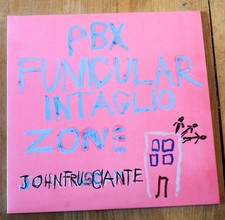 PBX
FUNICULAR
INTAGLIO
ZONE
JOHNFRUSCIANTE